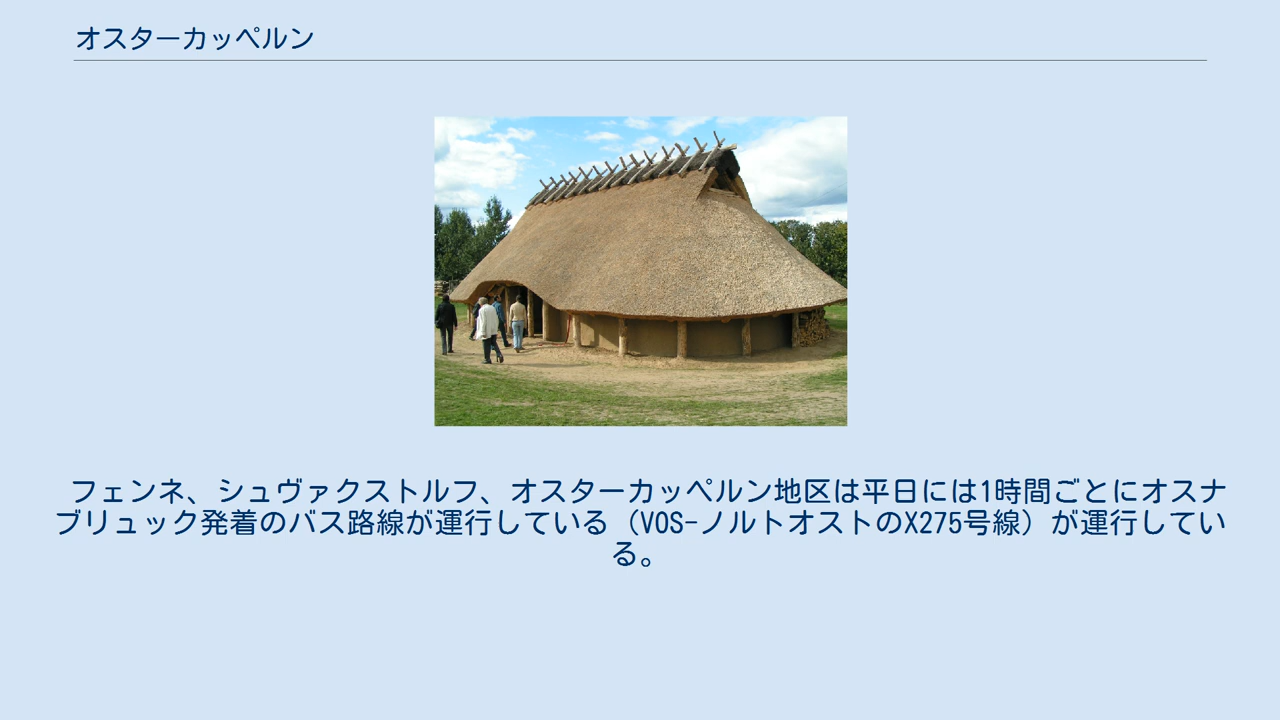 オスターカッペルン
フェンネ、シュヴァクストルフ、オスターカッペルン地区は平日には1時間ごとにオスナ
ブリュック発着のバス路線が運行している（VOS-ノルトオストのX275号線）が運行してい
る。